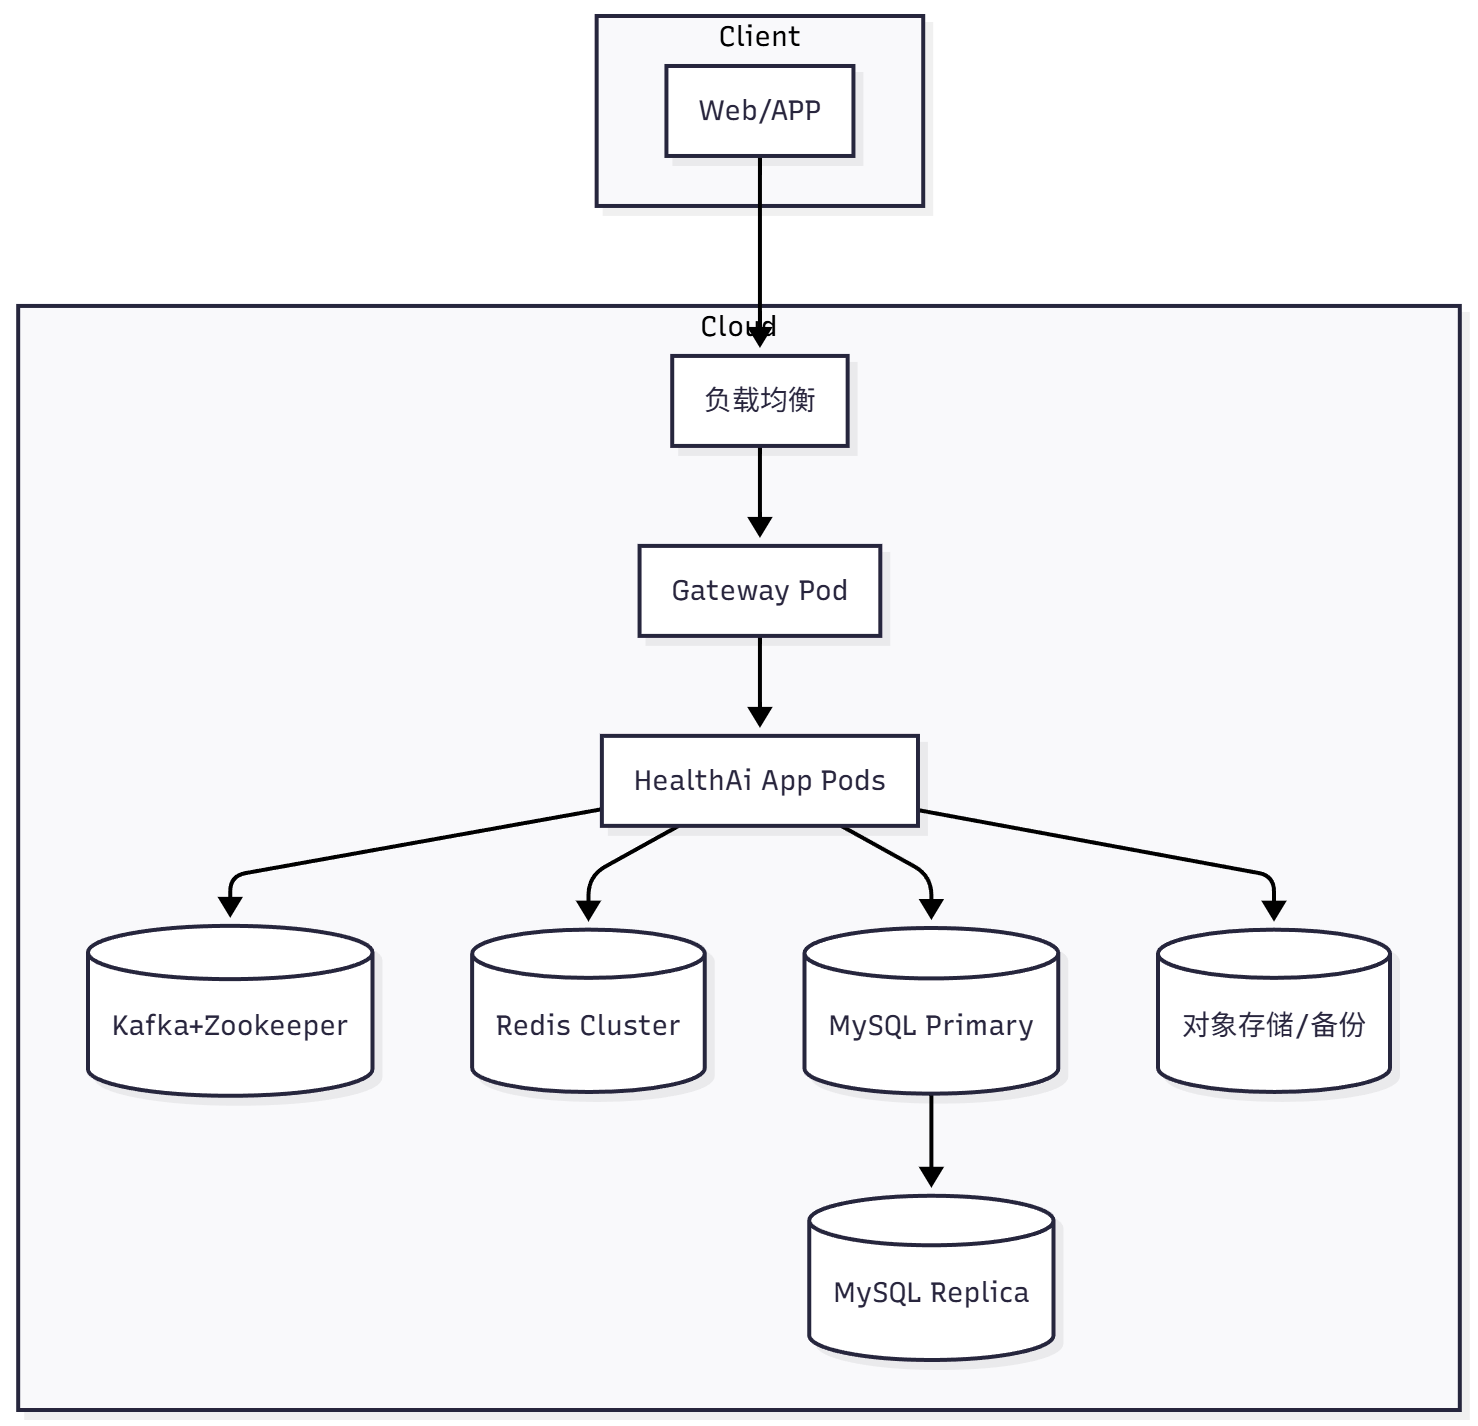 Client
Web/APP
Cloud
负载均衡
Gateway Pod
HealthAi App Pods
Kafka+Zookeeper
Redis Cluster
MySQL Primary
对象存储/备份
MySQL Replica